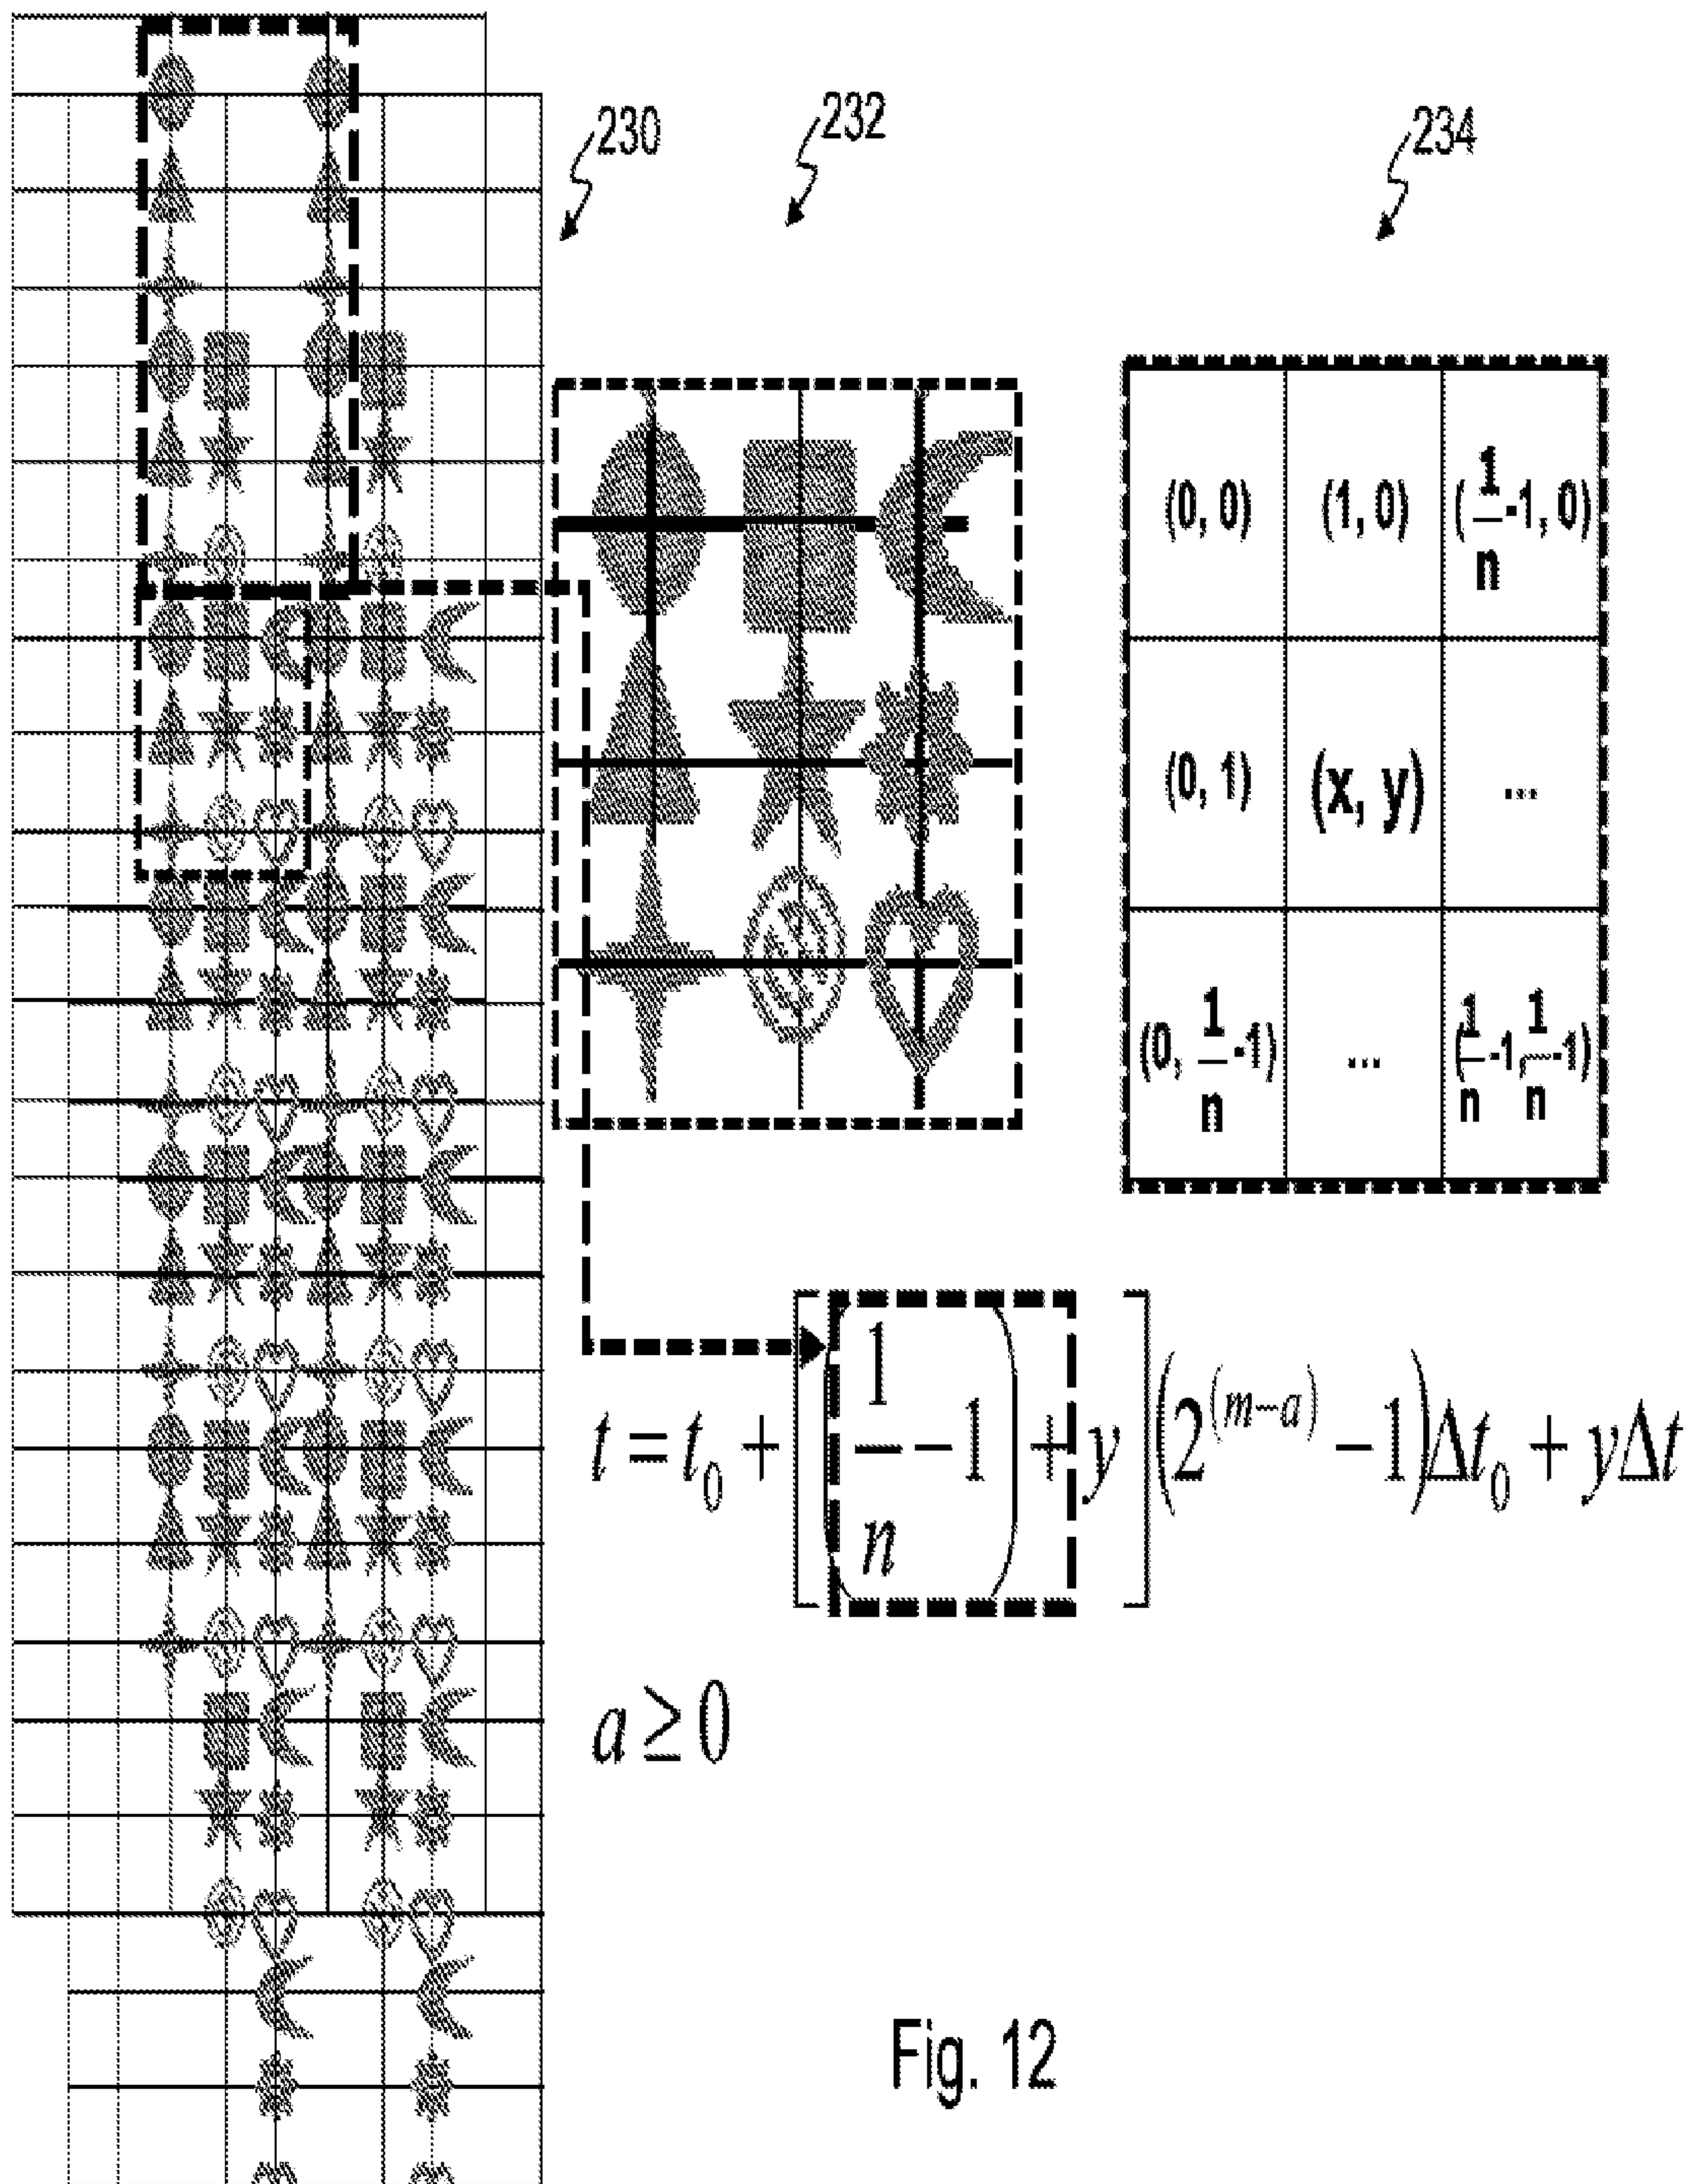 230
232
234
(0, 0) (1, 0) (1/n-1, 0)
(0, 1) (x, y) ...
(0, 1/n-1) ... (1/n-1, 1/n-1)
t = t₀ + [(1/n - 1) + y](2^(m-a) - 1)Δt₀ + yΔt
a ≥ 0
Fig. 12